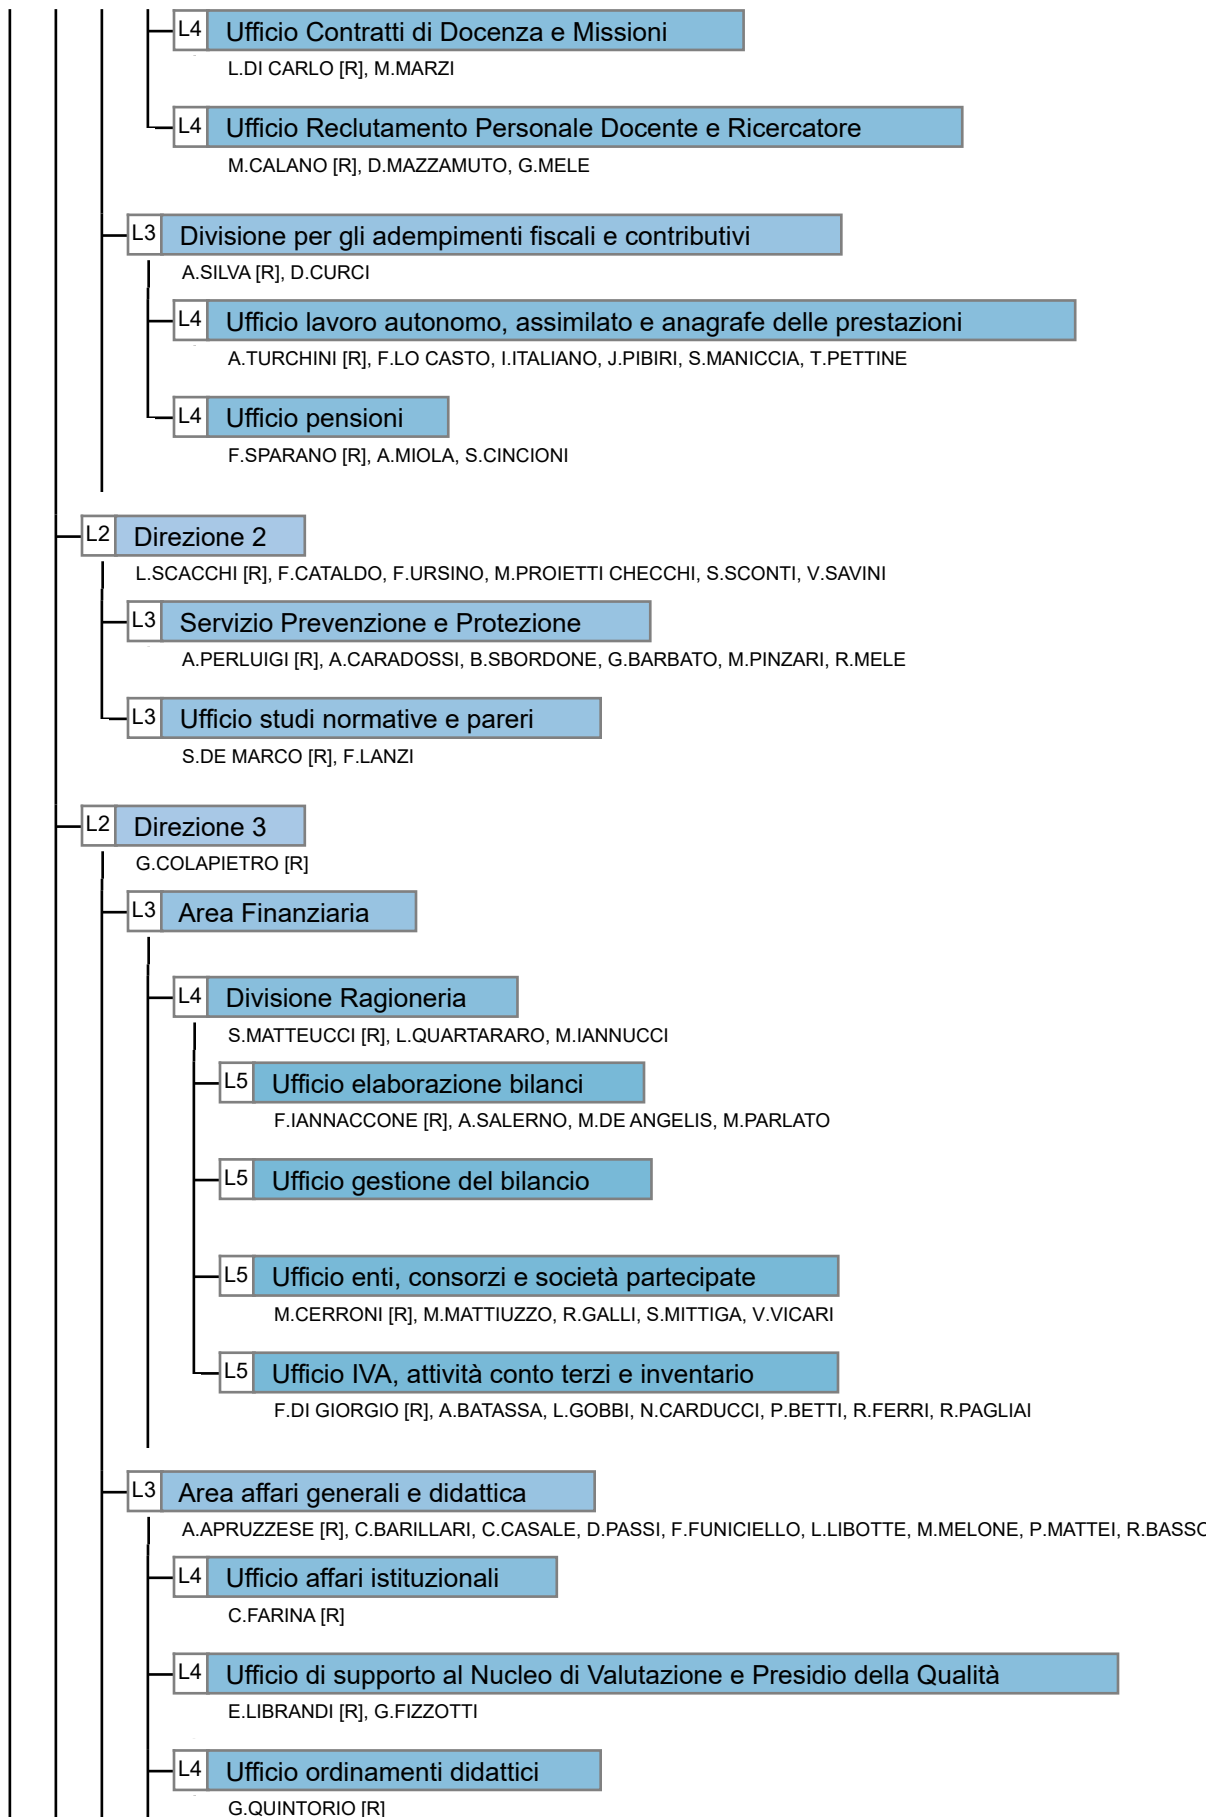 L4 Ufficio Contratti di Docenza e Missioni
L.DI CARLO [R], M.MARZI
L4 Ufficio Reclutamento Personale Docente e Ricercatore
M.CALANO [R], D.MAZZAMUTO, G.MELE
L3 Divisione per gli adempimenti fiscali e contributivi
A.SILVA [R], D.CURCI
L4 Ufficio lavoro autonomo, assimilato e anagrafe delle prestazioni
A.TURCHINI [R], F.LO CASTO, I.ITALIANO, J.PIBIRI, S.MANICCIA, T.PETTINE
L4 Ufficio pensioni
F.SPARANO [R], A.MIOLA, S.CINCIONI
L2 Direzione 2
L.SCACCHI [R], F.CATALDO, F.URSINO, M.PROIETTI CHECCHI, S.SCONTI, V.SAVINI
L3 Servizio Prevenzione e Protezione
A.PERLUIGI [R], A.CARADOSSI, B.SBORDONE, G.BARBATO, M.PINZARI, R.MELE
L3 Ufficio studi normative e pareri
S.DE MARCO [R], F.LANZI
L2 Direzione 3
G.COLAPIETRO [R]
L3 Area Finanziaria
L4 Divisione Ragioneria
S.MATTEUCCI [R], L.QUARTARARO, M.IANNUCCI
L5 Ufficio elaborazione bilanci
F.IANNACCONE [R], A.SALERNO, M.DE ANGELIS, M.PARLATO
L5 Ufficio gestione del bilancio
L5 Ufficio enti, consorzi e società partecipate
M.CERRONI [R], M.MATTIUZZO, R.GALLI, S.MITTIGA, V.VICARI
L5 Ufficio IVA, attività conto terzi e inventario
F.DI GIORGIO [R], A.BATASSA, L.GOBBI, N.CARDUCCI, P.BETTI, R.FERRI, R.PAGLIAI
L3 Area affari generali e didattica
A.APRUZZESE [R], C.BARILLARI, C.CASALE, D.PASSI, F.FUNICIELLO, L.LIBOTTE, M.MELONE, P.MATTEI, R.BASSO
L4 Ufficio affari istituzionali
C.FARINA [R]
L4 Ufficio di supporto al Nucleo di Valutazione e Presidio della Qualità
E.LIBRANDI [R], G.FIZZOTTI
L4 Ufficio ordinamenti didattici
G.QUINTORIO [R]